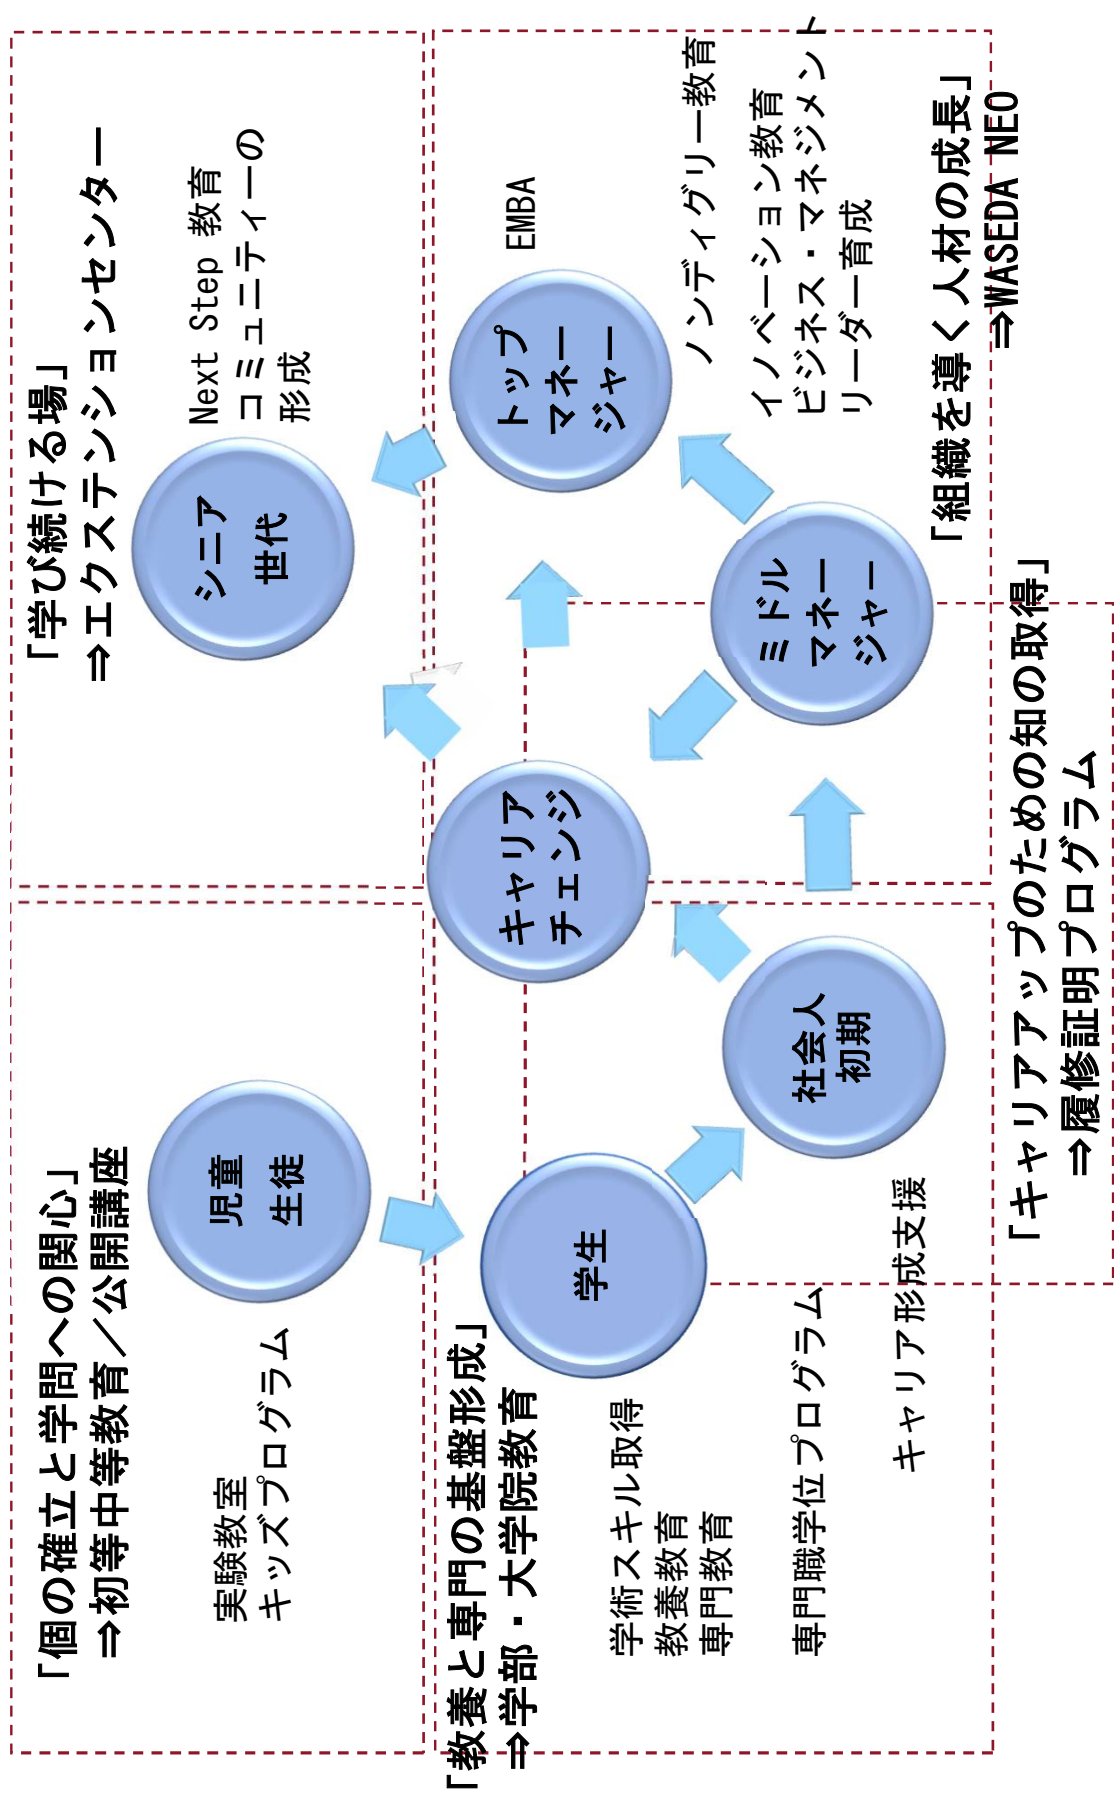 「個の確立と学問への関心」
⇒初等中等教育／公開講座
実験教室
キッズプログラム
児童
生徒
「学び続ける場」
⇒エクステンションセンター
Next Step 教育
コミュニティーの
形成
シニア
世代
「教養と専門の基盤形成」
⇒学部・大学院教育
学術スキル取得
教養教育
専門教育
専門職学位プログラム
キャリア形成支援
学生
社会人
初期
キャリア
チェンジ
ミドル
マネー
ジャー
トップ
マネー
ジャー
EMBA
ノンディグリー教育
イノベーション教育
ビジネス・マネジメント
リーダー育成
「組織を導く人材の成長」
⇒WASEDA NEO
「キャリアアップのための知の取得」
⇒履修証明プログラム